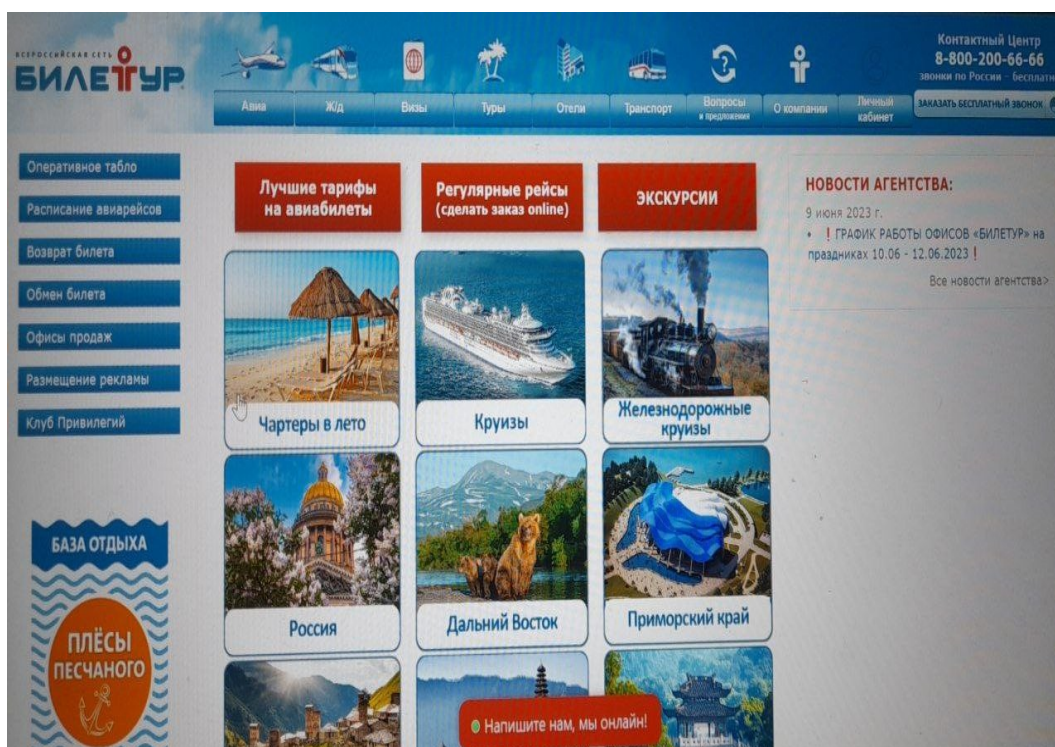 ВСЕРОССИЙСКАЯ СЕТЬ
БИЛЕТУР
Авиа
Ж/д
Визы
Туры
Отели
Транспорт
Вопросы
и предложения
О компании
Личный
кабинет
Контактный Центр
8-800-200-66-66
звонки по России - бесплатн
ЗАКАЗАТЬ БЕСПЛАТНЫЙ ЗВОНОК
Оперативное табло
Расписание авиарейсов
Возврат билета
Обмен билета
Офисы продаж
Размещение рекламы
Клуб Привилегий
БАЗА ОТДЫХА
ПЛЁСЫ
ПЕСЧАНОГО
Лучшие тарифы
на авиабилеты
Регулярные рейсы
(сделать заказ online)
ЭКСКУРСИИ
Чартеры в лето
Круизы
Железнодорожные
круизы
Россия
Дальний Восток
Приморский край
Напишите нам, мы онлайн!
НОВОСТИ АГЕНТСТВА:
9 июня 2023 г.
• ❗ГРАФИК РАБОТЫ ОФИСОВ «БИЛЕТУР» на
праздниках 10.06 - 12.06.2023❗
Все новости агентства>